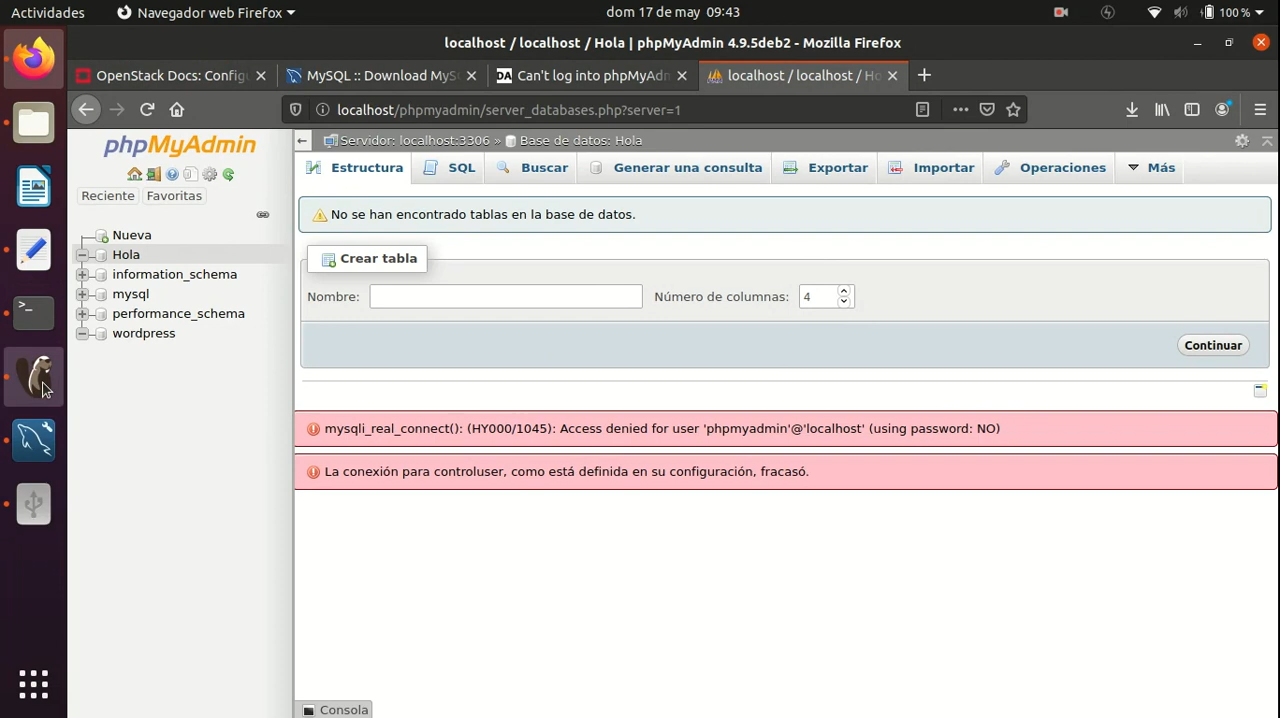 Actividades
Navegador web Firefox
dom 17 de may 09:43
100 %
localhost / localhost / Hola | phpMyAdmin 4.9.5deb2 - Mozilla Firefox
OpenStack Docs: Config
MySQL :: Download MyS
DA Can't log into phpMyAdm
localhost / localhost / Ho
localhost/phpmyadmin/server_databases.php?server=1
phpMyAdmin
Servidor: localhost:3306 » Base de datos: Hola
Estructura
SQL
Buscar
Generar una consulta
Exportar
Importar
Operaciones
Más
Reciente
Favoritas
Nueva
Hola
information_schema
mysql
performance_schema
wordpress
No se han encontrado tablas en la base de datos.
Crear tabla
Nombre:
Número de columnas: 4
Continuar
mysqli_real_connect(): (HY000/1045): Access denied for user 'phpmyadmin'@'localhost' (using password: NO)
La conexión para controluser, como está definida en su configuración, fracasó.
Consola